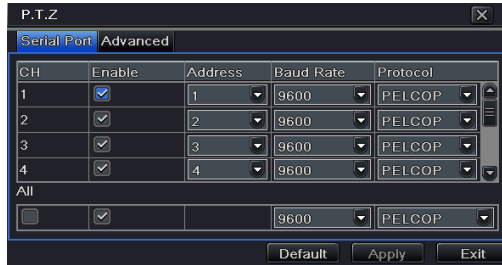 P.T.Z
Serial Port Advanced
CH Enable Address Baud Rate Protocol
1 1 9600 PELCOP
2 2 9600 PELCOP
3 3 9600 PELCOP
4 4 9600 PELCOP
All
9600 PELCOP
Default Apply Exit